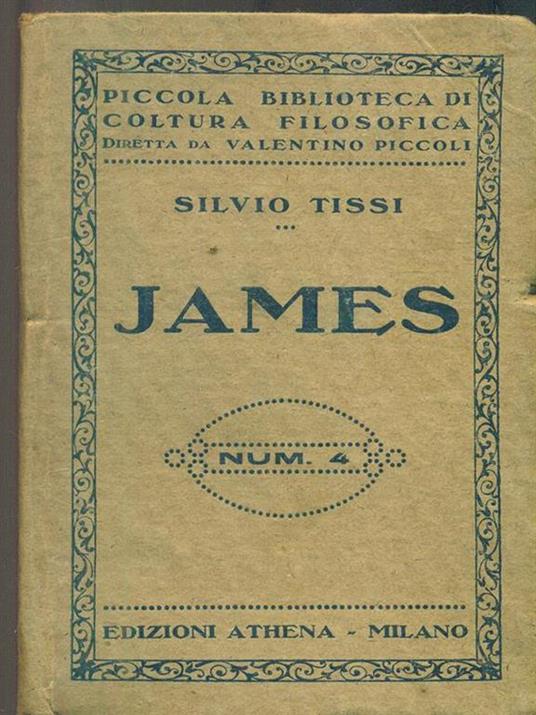 PICCOLA BIBLIOTECA DI
COLTURA FILOSOFICA
DIRETTA DA VALENTINO PICCOLI
SILVIO TISSI
JAMES
NUM. 4
EDIZIONI ATHENA - MILANO